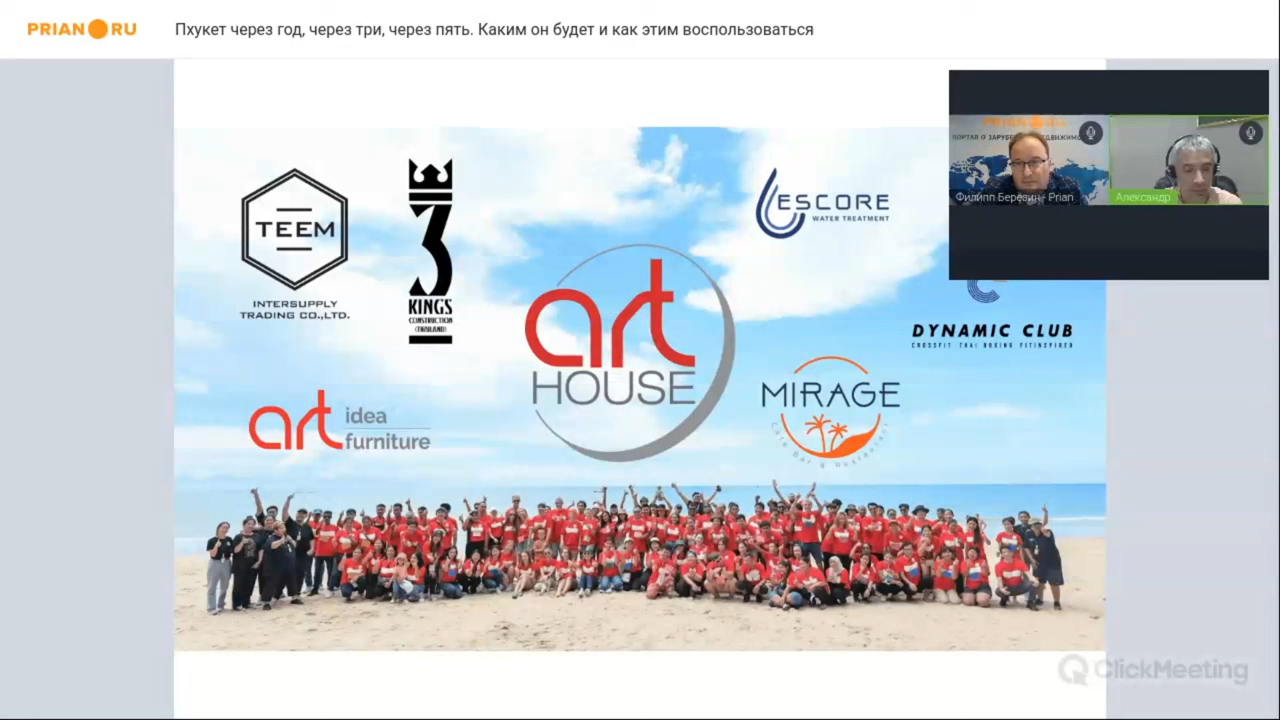 PRIAN RU
Пхукет через год, через три, через пять. Каким он будет и как этим воспользоваться
Филипп Березин - Prian
Александр
TEEM
INTERSUPPLY
TRADING CO.,LTD.
3
KING'S
CONSTRUCTION
(THAILAND)
ESCORE
WATER TREATMENT
art
HOUSE
DYNAMIC CLUB
CROSSFIT THAI BOXING FITINSPIRED
MIRAGE
art idea
furniture
ClickMeeting